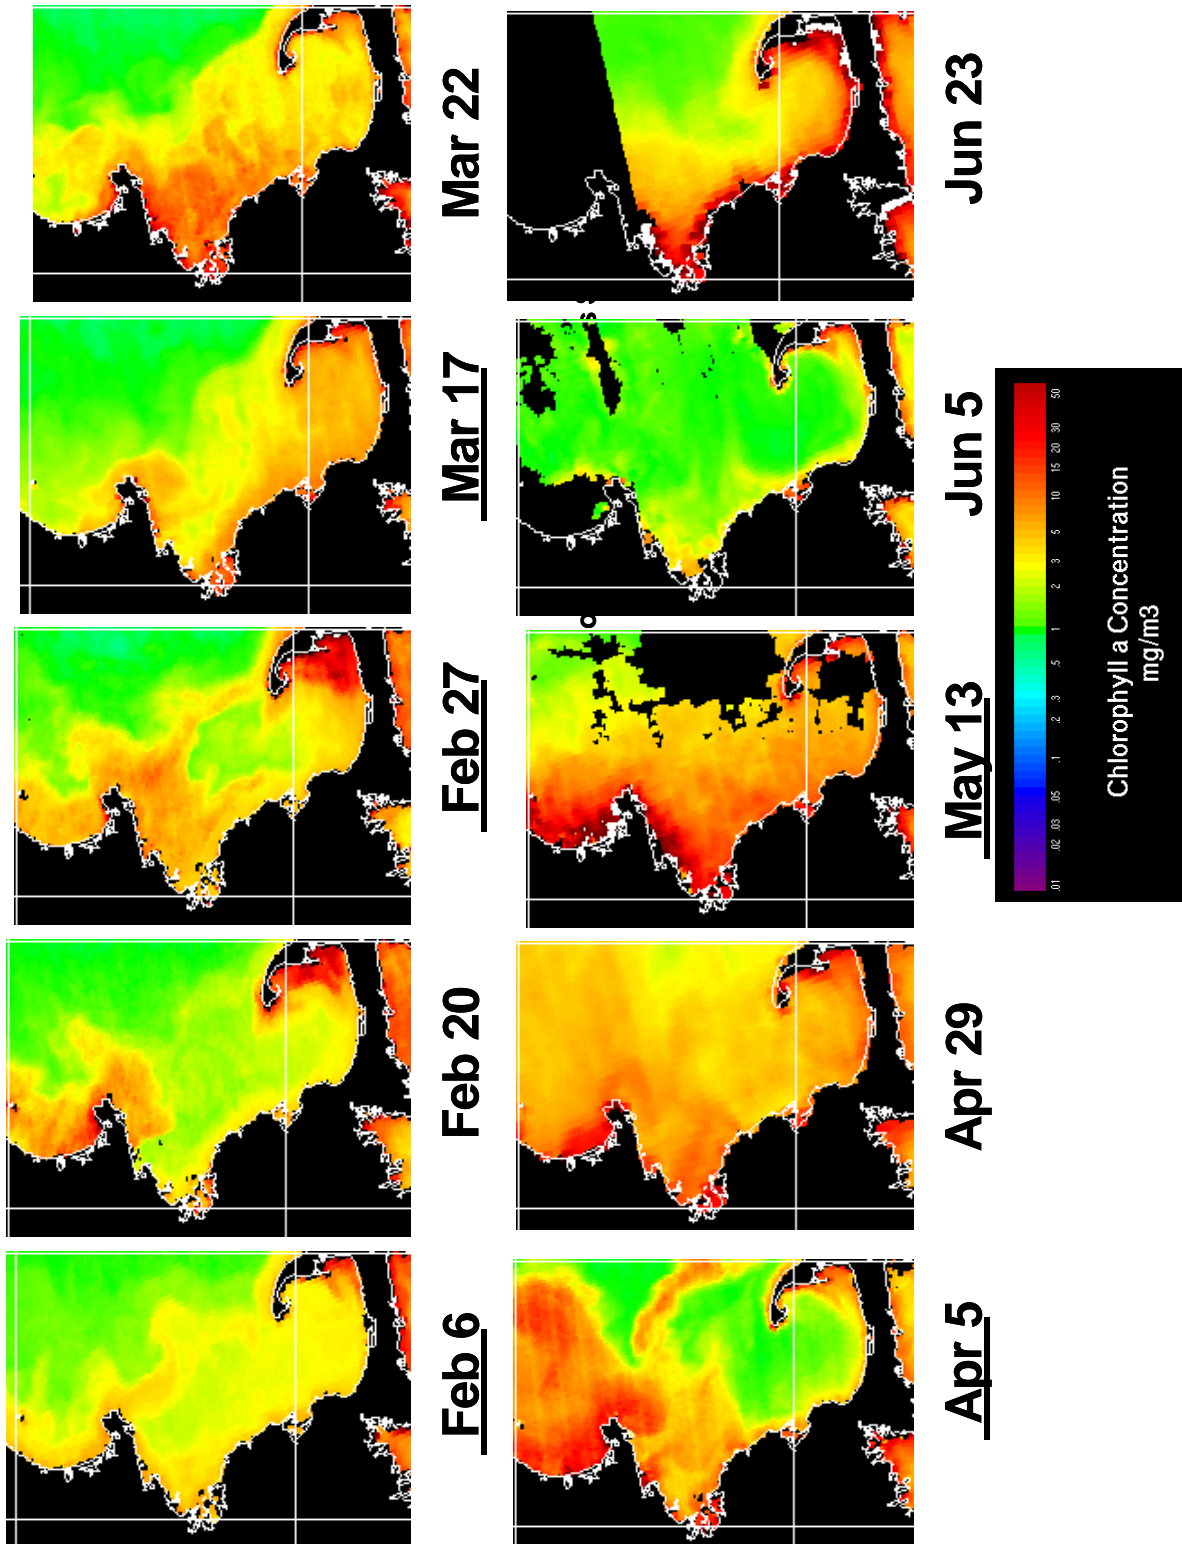 Feb 6 Feb 20 Feb 27 Mar 17 Mar 22
Apr 5 Apr 29 May 13 Jun 5 Jun 23
.01 .02 .03 .05 .1 .2 .3 .5 1 2 3 5 10 15 20 30 50
Chlorophyll a Concentration
mg/m3